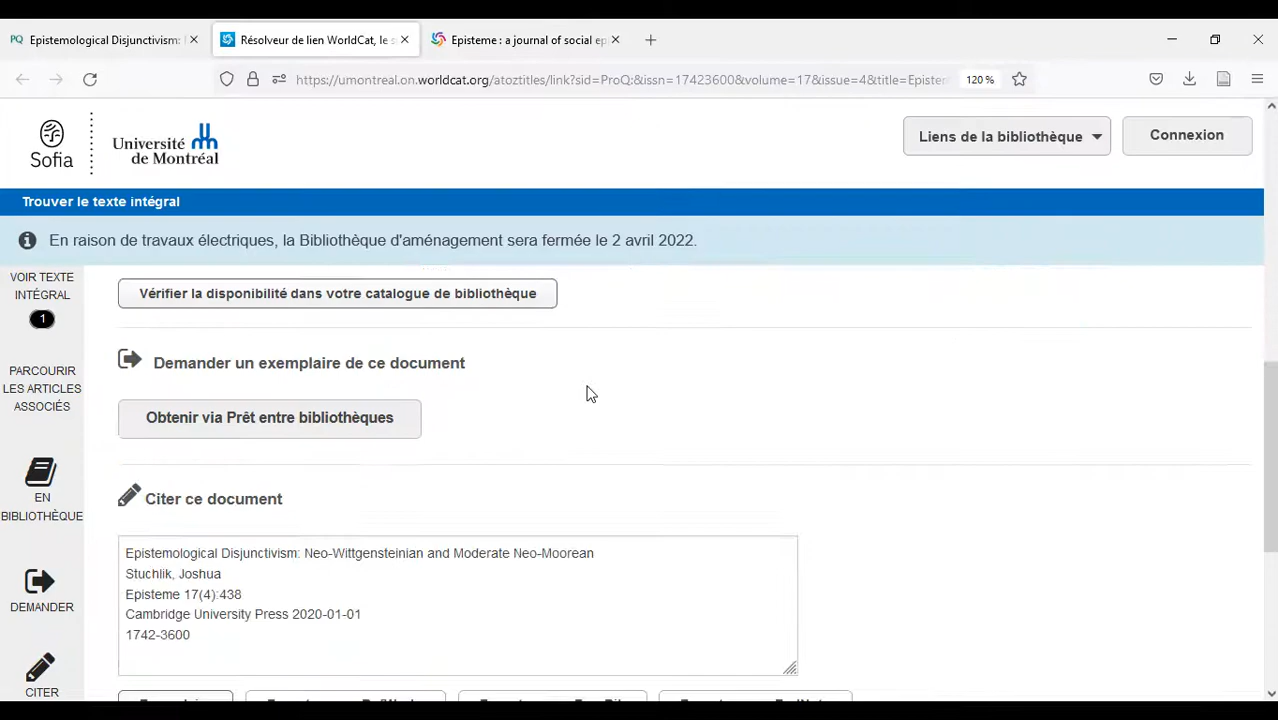 Epistemological Disjunctivism:
Résolveur de lien WorldCat, le s
Episteme : a journal of social ep
https://umontreal.on.worldcat.org/atoztitles/link?sid=ProQ:&issn=17423600&volume=17&issue=4&title=Epistem
120 %
Sofia
Université
de Montréal
Liens de la bibliothèque
Connexion
Trouver le texte intégral
En raison de travaux électriques, la Bibliothèque d'aménagement sera fermée le 2 avril 2022.
VOIR TEXTE
INTÉGRAL
1
PARCOURIR
LES ARTICLES
ASSOCIÉS
EN
BIBLIOTHÈQUE
DEMANDER
CITER
Vérifier la disponibilité dans votre catalogue de bibliothèque
Demander un exemplaire de ce document
Obtenir via Prêt entre bibliothèques
Citer ce document
Epistemological Disjunctivism: Neo-Wittgensteinian and Moderate Neo-Moorean
Stuchlik, Joshua
Episteme 17(4):438
Cambridge University Press 2020-01-01
1742-3600